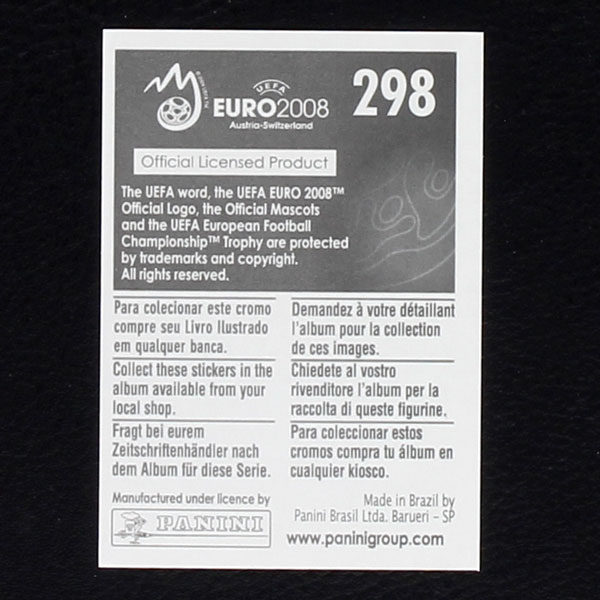 UEFA
EURO2008
Austria-Switzerland
298
Official Licensed Product
The UEFA word, the UEFA EURO 2008™
Official Logo, the Official Mascots
and the UEFA European Football
Championship™ Trophy are protected
by trademarks and copyright.
All rights reserved.
Para colecionar este cromo
compre seu Livro Ilustrado
em qualquer banca.
Collect these stickers in the
album available from your
local shop.
Fragt bei eurem
Zeitschriftenhändler nach
dem Album für diese Serie.
Demandez à votre détaillant
l'album pour la collection
de ces images.
Chiedete al vostro
rivenditore l'album per la
raccolta di queste figurine.
Para coleccionar estos
cromos compra tu álbum en
cualquier kiosco.
Manufactured under licence by
PANINI
Made in Brazil by
Panini Brasil Ltda. Barueri – SP
www.paninigroup.com